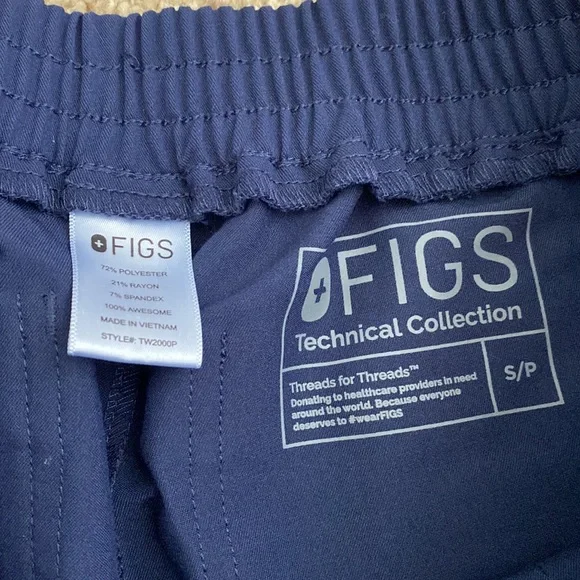 FIGS
72% POLYESTER
21% RAYON
7% SPANDEX
100% AWESOME
MADE IN VIETNAM
STYLE#: TW2000P
FIGS
Technical Collection
Threads for Threads™
Donating to healthcare providers in need
around the world. Because everyone
deserves to #wearFIGS
S/P